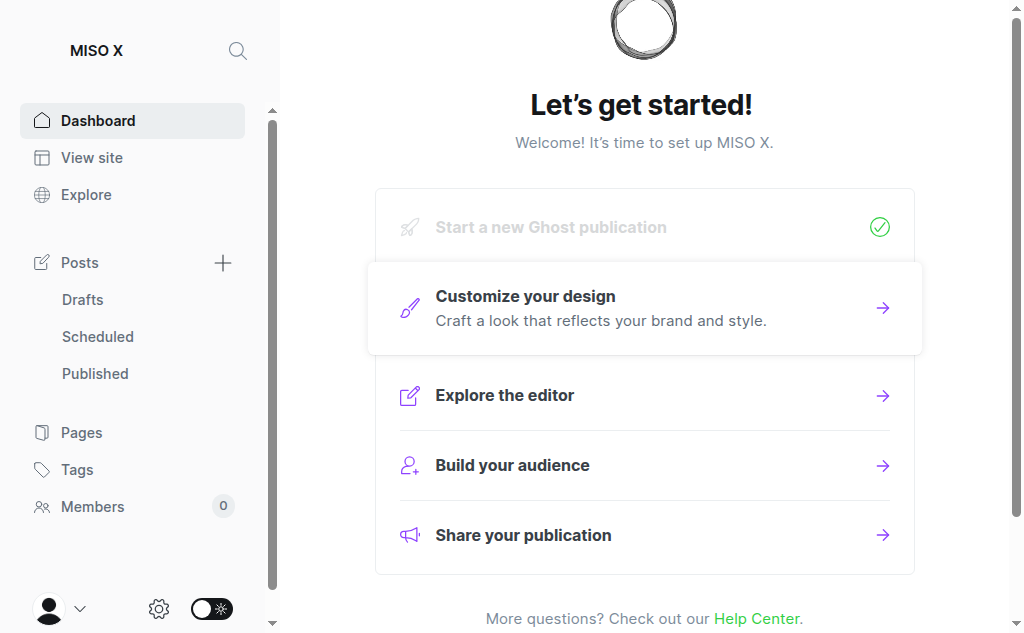 MISO X
Dashboard
View site
Explore
Posts
Drafts
Scheduled
Published
Pages
Tags
Members
0
Let’s get started!
Welcome! It’s time to set up MISO X.
Start a new Ghost publication
Customize your design
Craft a look that reflects your brand and style.
Explore the editor
Build your audience
Share your publication
More questions? Check out our Help Center.